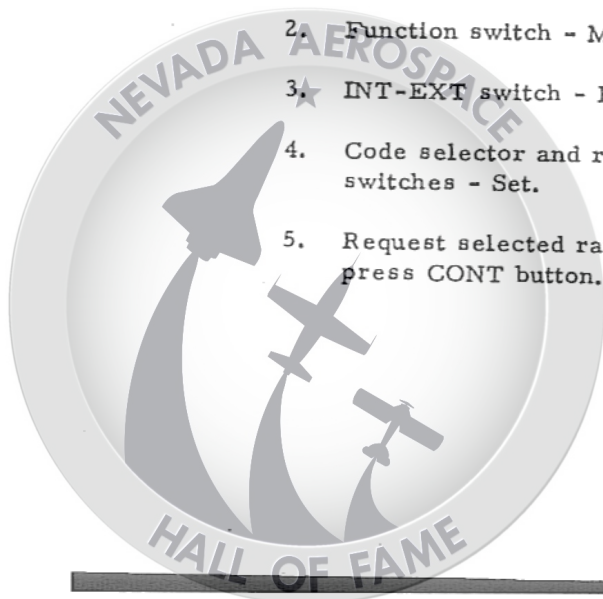 2. Function switch - M
3. INT-EXT switch -
4. Code selector and r
switches - Set.
5. Request selected ra
press CONT button.
NEVADA AEROSPACE
HALL OF FAME